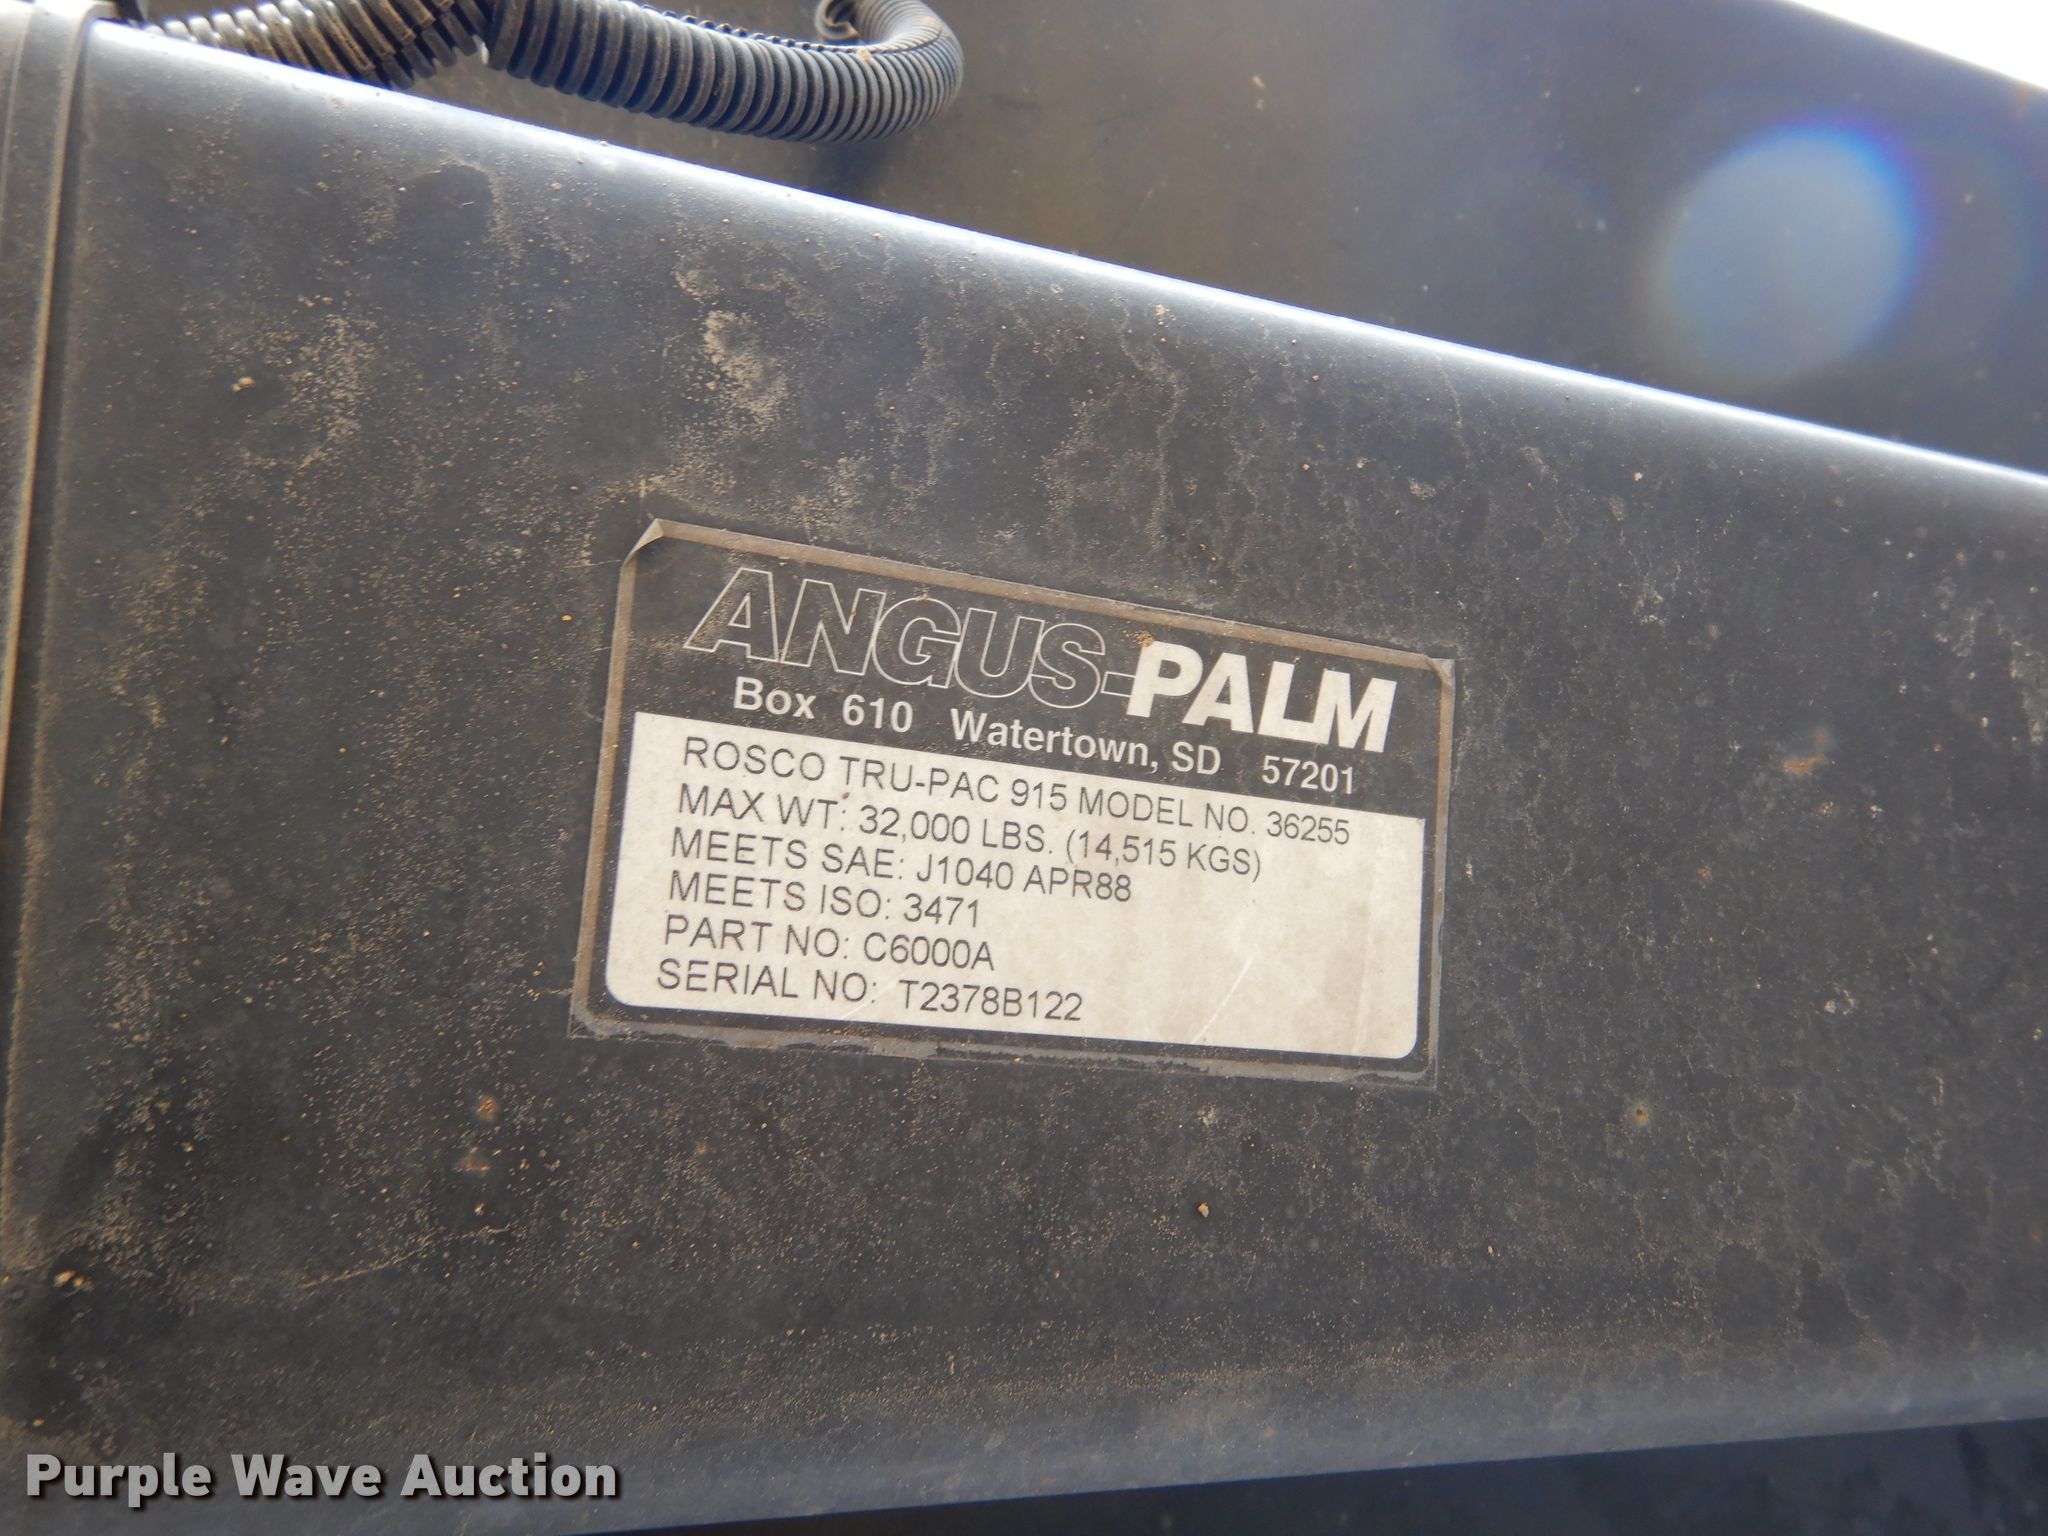 ANGUS-PALM
Box 610 Watertown, SD 57201
ROSCO TRU-PAC 915 MODEL NO. 36255
MAX WT: 32,000 LBS. (14,515 KGS)
MEETS SAE: J1040 APR88
MEETS ISO: 3471
PART NO: C6000A
SERIAL NO: T2378B122
Purple Wave Auction